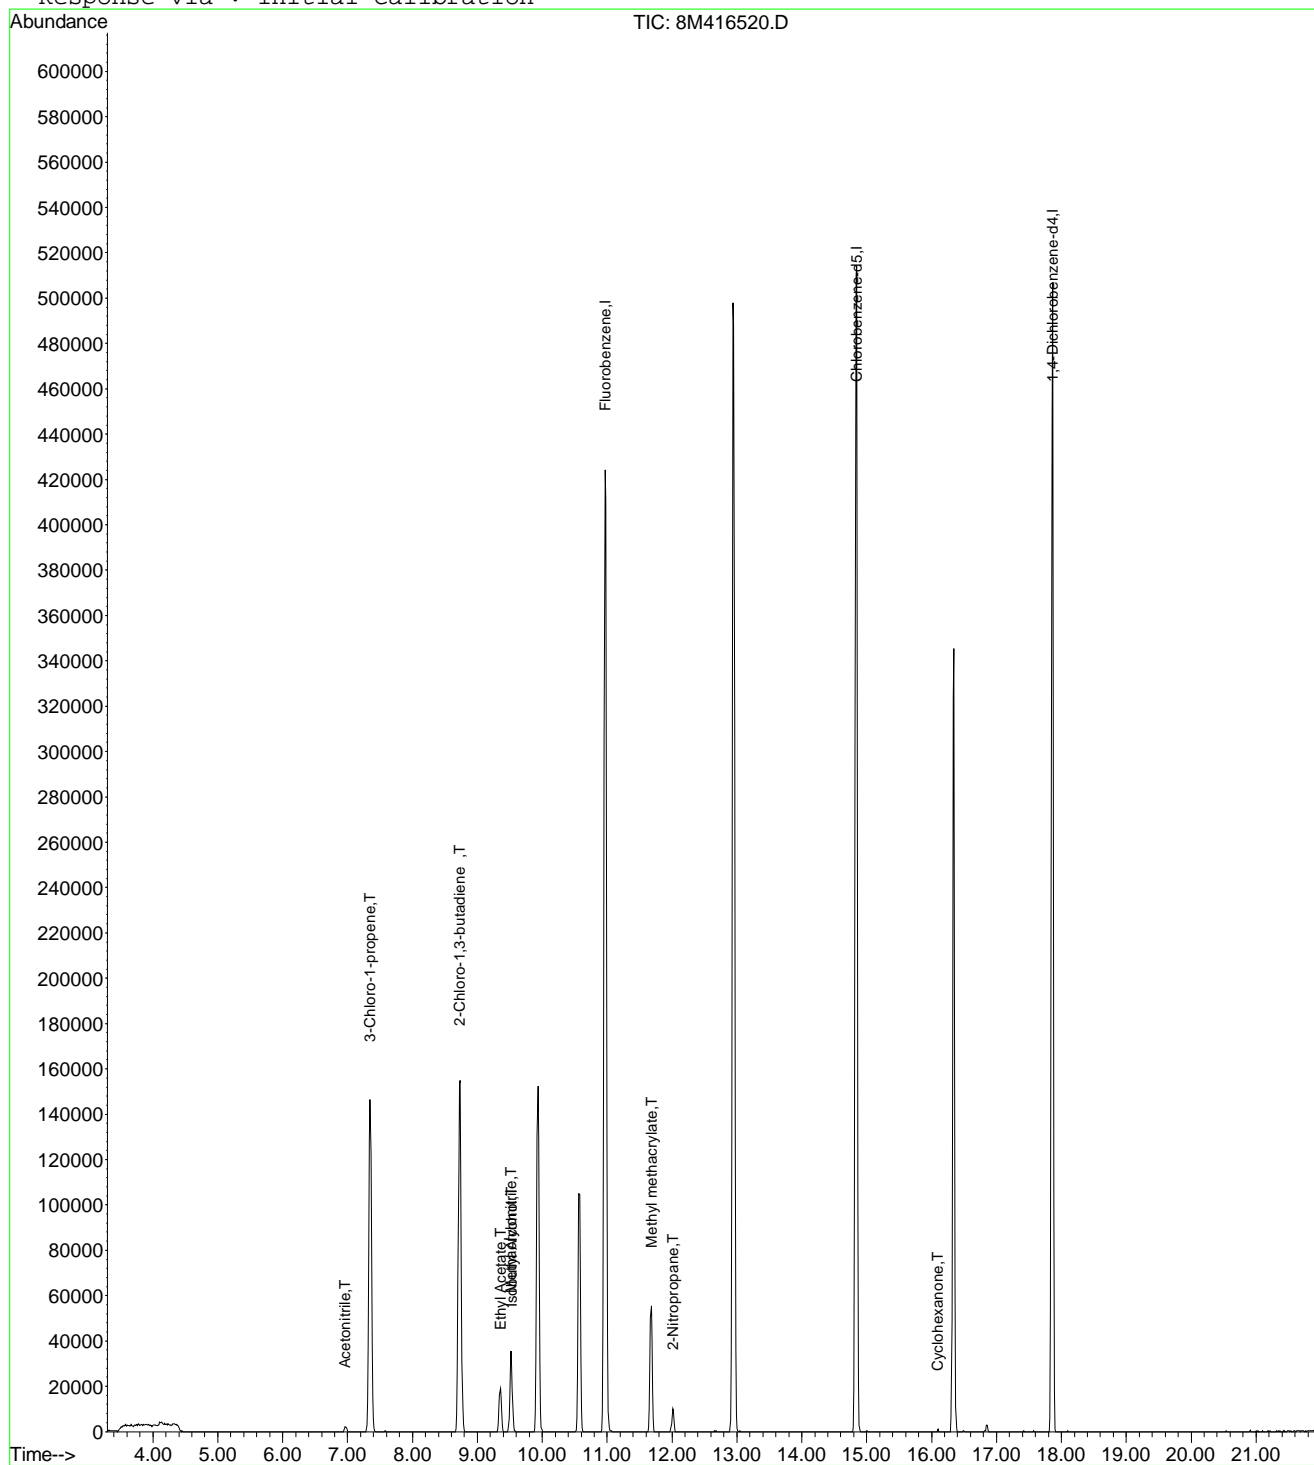 Response via : Initial Calibration
Abundance
TIC: 8M416520.D
600000
580000
560000
540000
520000
500000
480000
460000
440000
420000
400000
380000
360000
340000
320000
300000
280000
260000
240000
220000
200000
180000
160000
140000
120000
100000
80000
60000
40000
20000
0
Acetonitrile,T
3-Chloro-1-propene,T
2-Chloro-1,3-butadiene ,T
Ethyl Acetate,T
Fluorobenzene,I
Methyl methacrylate,T
2-Nitropropane,T
Chlorobenzene-d5,I
Cyclohexanone,T
1,4-Dichlorobenzene-d4,I
Time-->
4.00 5.00 6.00 7.00 8.00 9.00 10.00 11.00 12.00 13.00 14.00 15.00 16.00 17.00 18.00 19.00 20.00 21.00